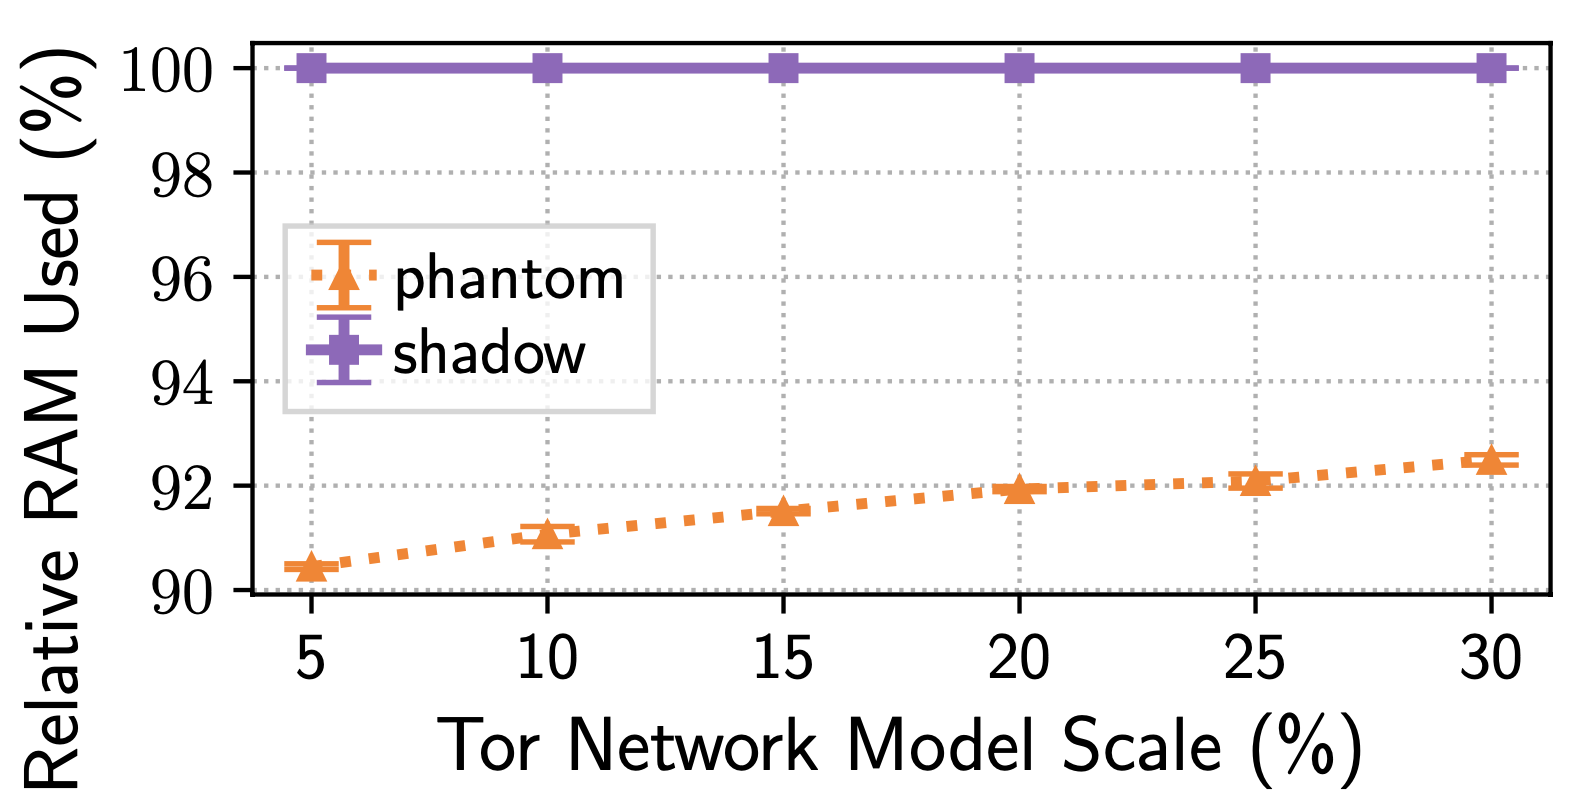 Relative RAM Used (%)
100
98
96
94
92
90
phantom
shadow
5 10 15 20 25 30
Tor Network Model Scale (%)